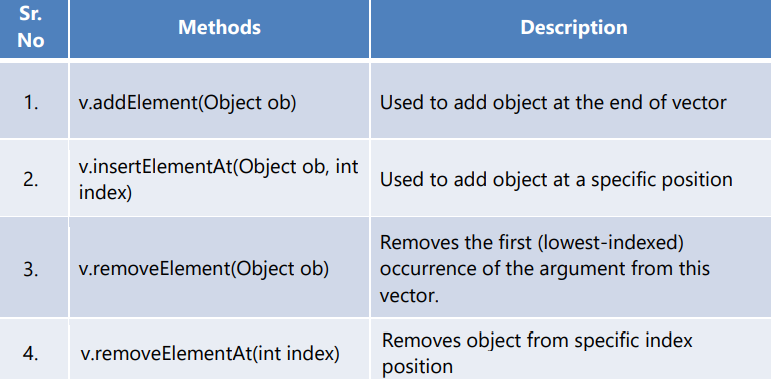 Sr.
No
Methods
Description
1.
v.addElement(Object ob)
Used to add object at the end of vector
2.
v.insertElementAt(Object ob, int
index)
Used to add object at a specific position
3.
v.removeElement(Object ob)
Removes the first (lowest-indexed)
occurrence of the argument from this
vector.
4.
v.removeElementAt(int index)
Removes object from specific index
position